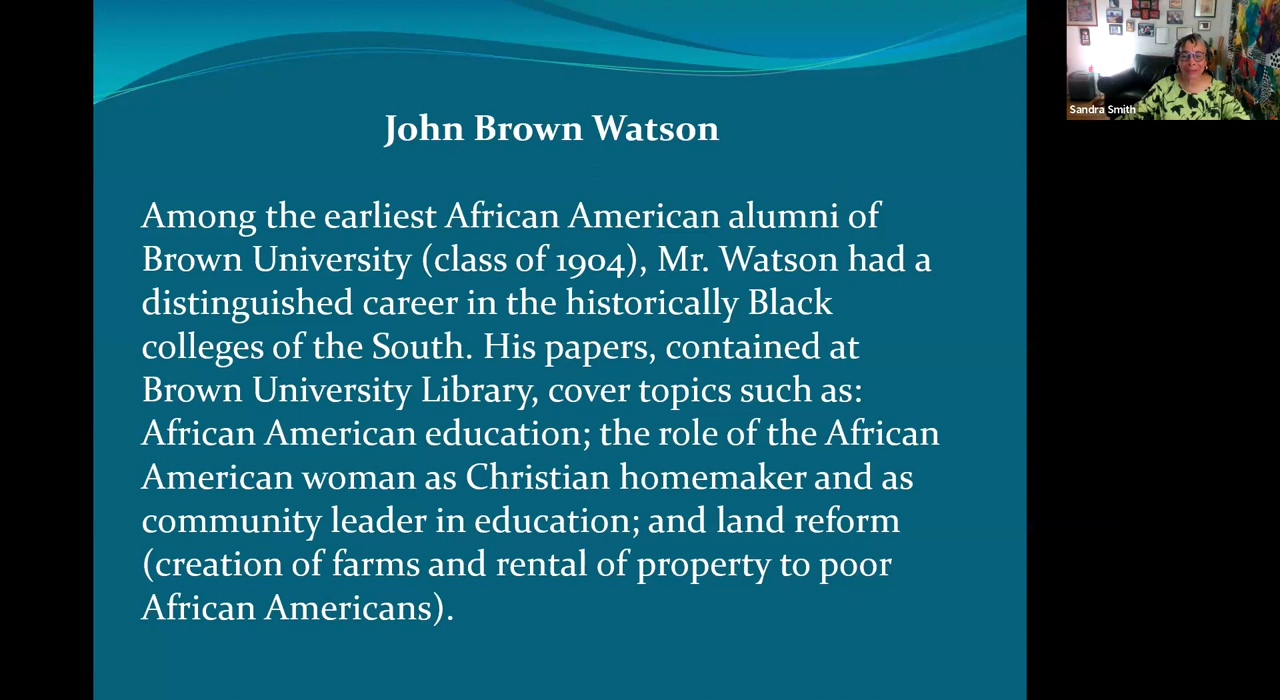 John Brown Watson
Among the earliest African American alumni of
Brown University (class of 1904), Mr. Watson had a
distinguished career in the historically Black
colleges of the South. His papers, contained at
Brown University Library, cover topics such as:
African American education; the role of the African
American woman as Christian homemaker and as
community leader in education; and land reform
(creation of farms and rental of property to poor
African Americans).
Sandra Smith